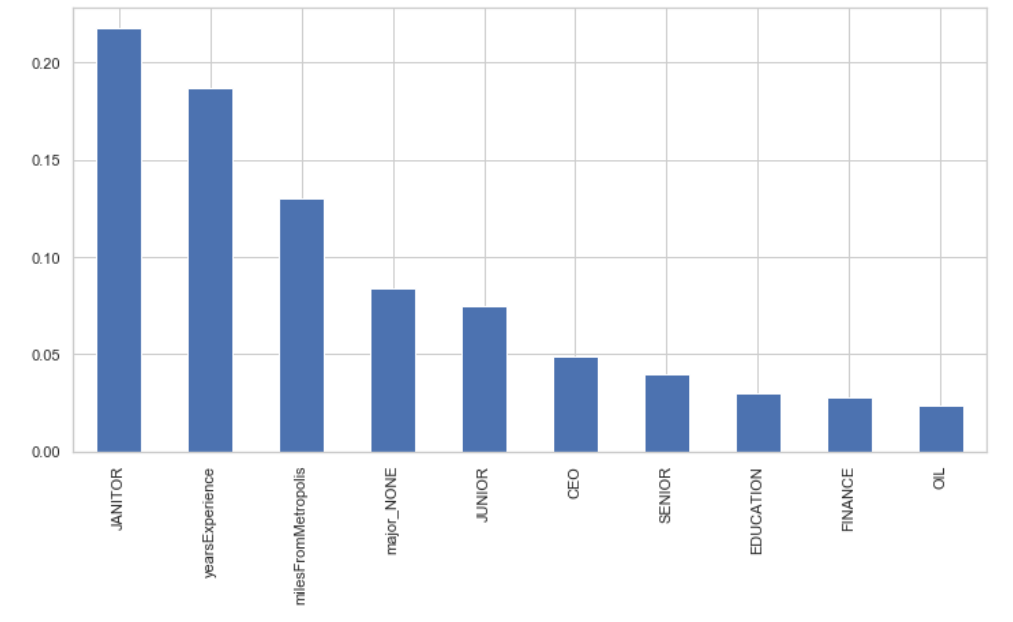 0.20
0.15
0.10
0.05
0.00
JANITOR
yearsExperience
milesFromMetropolis
major_NONE
JUNIOR
CEO
SENIOR
EDUCATION
FINANCE
OIL